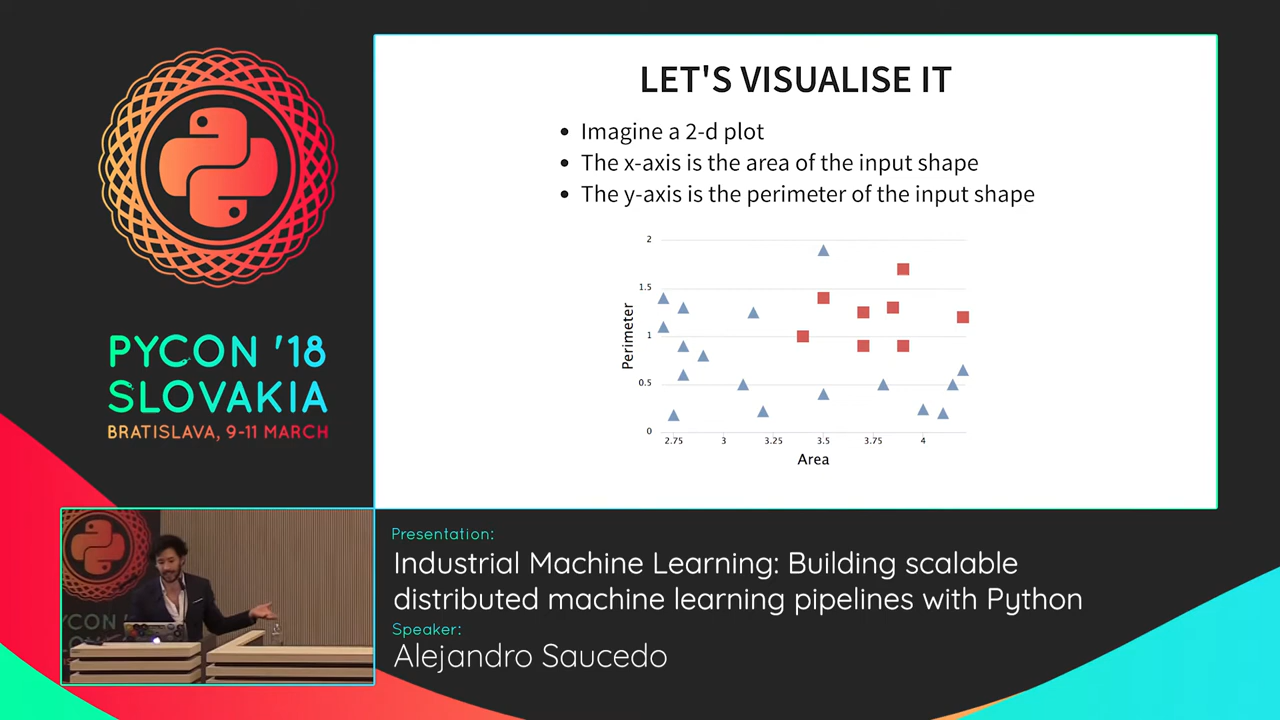 PYCON '18
SLOVAKIA
BRATISLAVA, 9-11 MARCH
LET'S VISUALISE IT
• Imagine a 2-d plot
• The x-axis is the area of the input shape
• The y-axis is the perimeter of the input shape
Perimeter
2
1.5
1
0.5
0
2.75 3 3.25 3.5 3.75 4
Area
YCON
Presentation:
Industrial Machine Learning: Building scalable
distributed machine learning pipelines with Python
Speaker:
Alejandro Saucedo